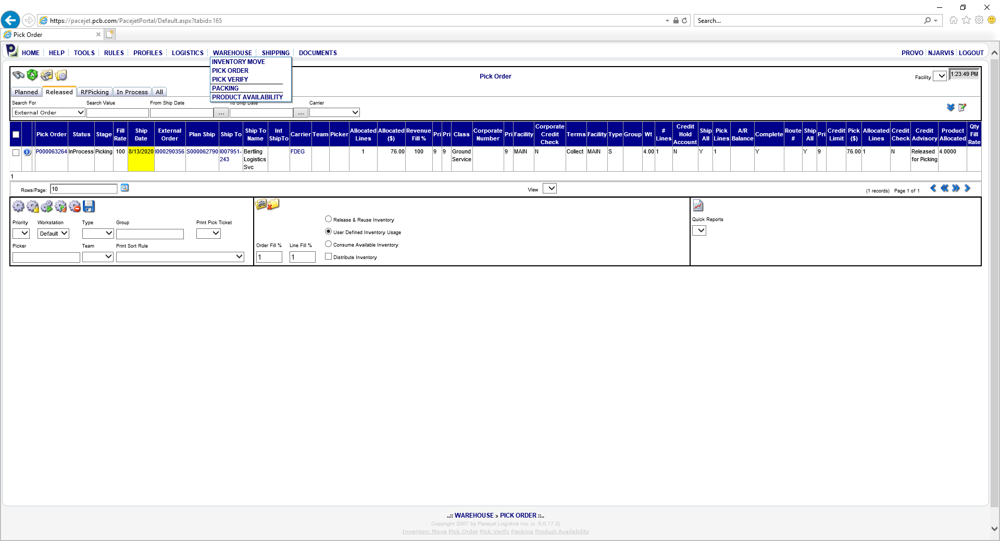 https://pacejet.pcb.com/PacejetPortal/Default.aspx?tabid=165
Search...
Pick Order
HOME HELP TOOLS RULES PROFILES LOGISTICS WAREHOUSE SHIPPING DOCUMENTS
PROVO NJARVIS LOGOUT
INVENTORY MOVE
PICK ORDER
PICK VERIFY
PACKING
PRODUCT AVAILABILITY
Pick Order
Facility
1:23:49 PM
Planned Released RFPicking In Process All
Search For Search Value From Ship Date To Ship Date Carrier
External Order ... ...
Pick Order Status Stage Fill Rate Ship Date External Order Plan Ship Ship To Ship To Name Int ShipTo Carrier Team Picker Allocated Lines Allocated ($) Revenue Fill % Pri Pri Class Corporate Number Pri Facility Corporate Credit Check Terms Facility Type Group Wt # Lines Credit Hold Account Ship All Pick Lines A/R Balance Complete Route # Ship All Pri Credit Limit Pick ($) Allocated Lines Credit Check Credit Advisory Product Allocated Qty Fill Rate
P000063264 InProcess Picking 100 8/13/2020 I000290356 S000062790 I007951-243 Bertling Logistics Svc FDEG 1 76.00 100 9 9 Ground Service 9 MAIN N Collect MAIN S 4.00 1 N Y 1 Y Y 9 76.00 1 N Released for Picking 4.0000
1
Rows/Page: 10
View
(1 records) Page 1 of 1
Priority Workstation Type Group Print Pick Ticket
Default
Picker Team Print Sort Rule
Release & Reuse Inventory
User Defined Inventory Usage
Consume Available Inventory
Distribute Inventory
Order Fill % Line Fill %
1 1
Quick Reports
..:: WAREHOUSE » PICK ORDER ::..
Copyright 2007 by Pacejet Logistics Inc. (v. 5.0.17.2)
Inventory Move Pick Order Pick Verify Packing Product Availability